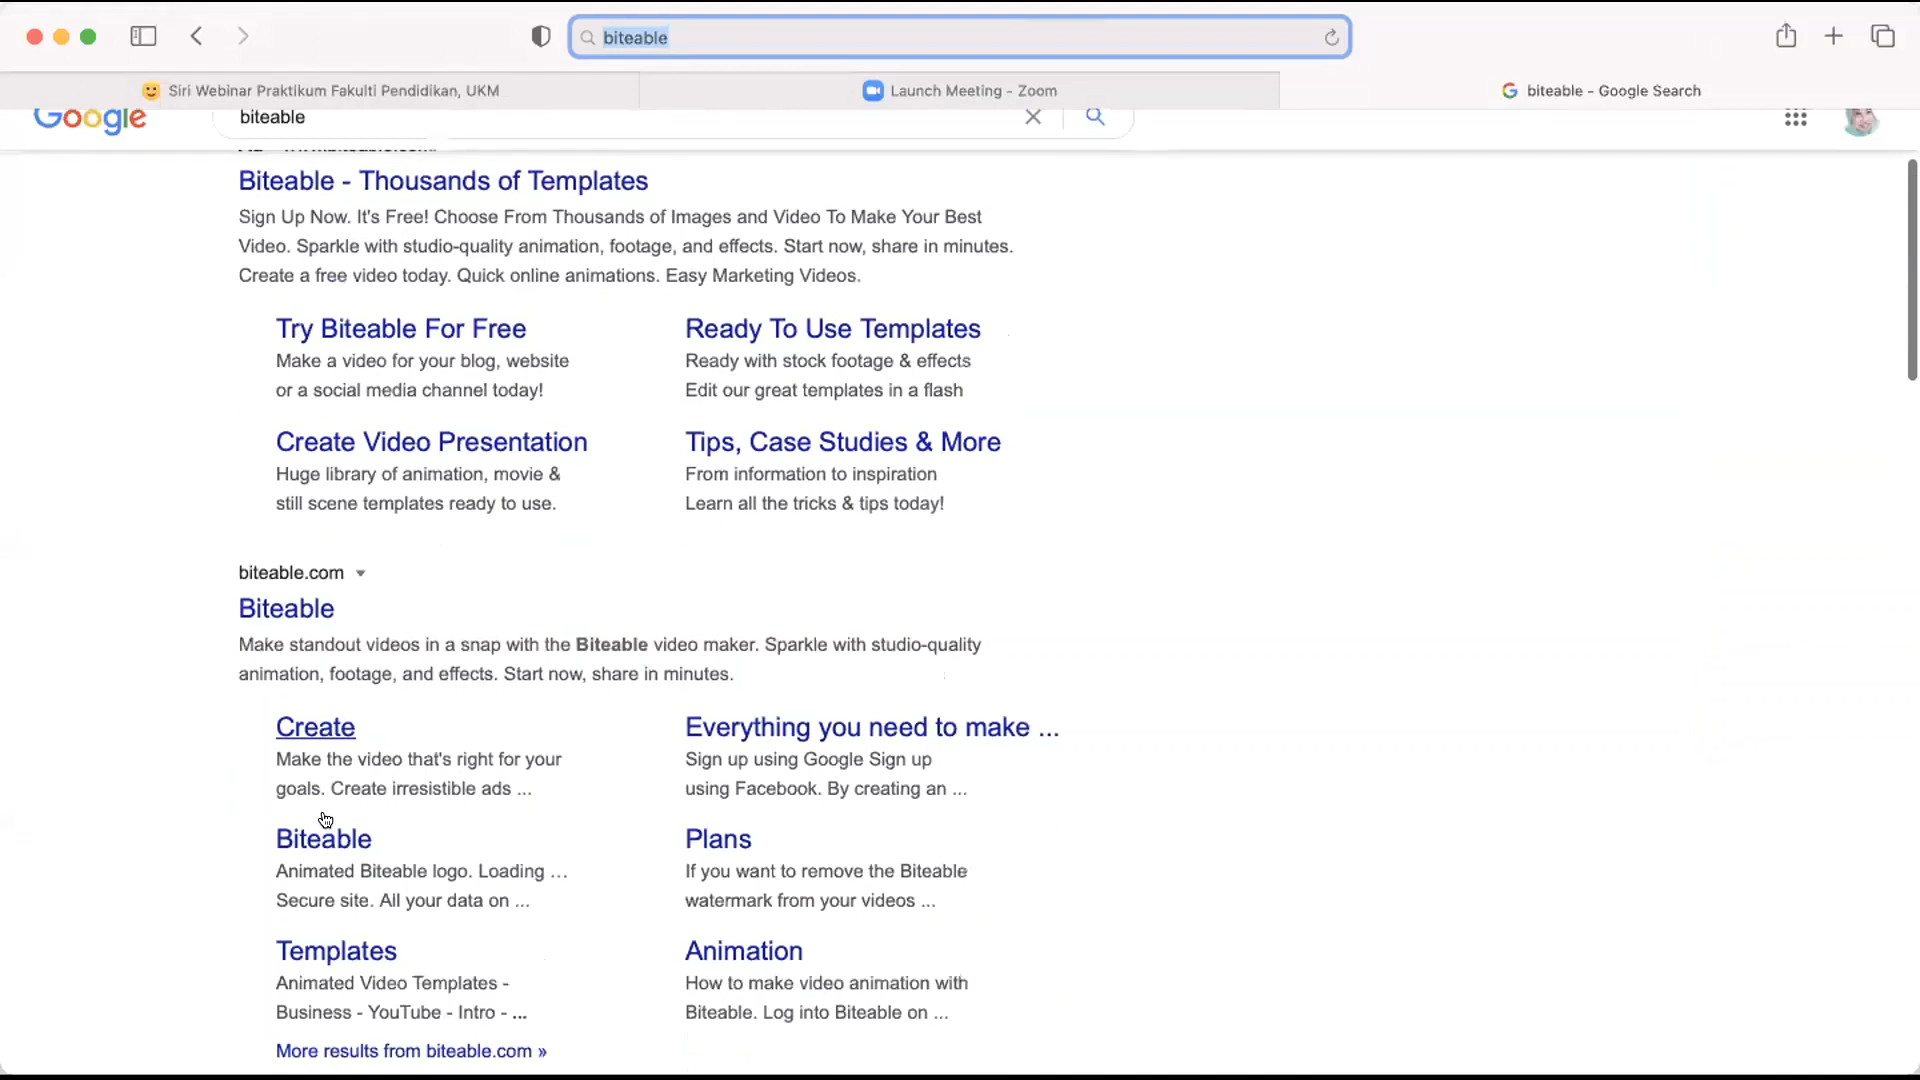 biteable
Siri Webinar Praktikum Fakulti Pendidikan, UKM
Launch Meeting - Zoom
biteable - Google Search
Google
biteable
Biteable - Thousands of Templates
Sign Up Now. It's Free! Choose From Thousands of Images and Video To Make Your Best
Video. Sparkle with studio-quality animation, footage, and effects. Start now, share in minutes.
Create a free video today. Quick online animations. Easy Marketing Videos.
Try Biteable For Free
Make a video for your blog, website
or a social media channel today!
Ready To Use Templates
Ready with stock footage & effects
Edit our great templates in a flash
Create Video Presentation
Huge library of animation, movie &
still scene templates ready to use.
Tips, Case Studies & More
From information to inspiration
Learn all the tricks & tips today!
biteable.com
Biteable
Make standout videos in a snap with the Biteable video maker. Sparkle with studio-quality
animation, footage, and effects. Start now, share in minutes.
Create
Make the video that's right for your
goals. Create irresistible ads ...
Everything you need to make ...
Sign up using Google Sign up
using Facebook. By creating an ...
Biteable
Animated Biteable logo. Loading ...
Secure site. All your data on ...
Plans
If you want to remove the Biteable
watermark from your videos ...
Templates
Animated Video Templates -
Business - YouTube - Intro - ...
Animation
How to make video animation with
Biteable. Log into Biteable on ...
More results from biteable.com »